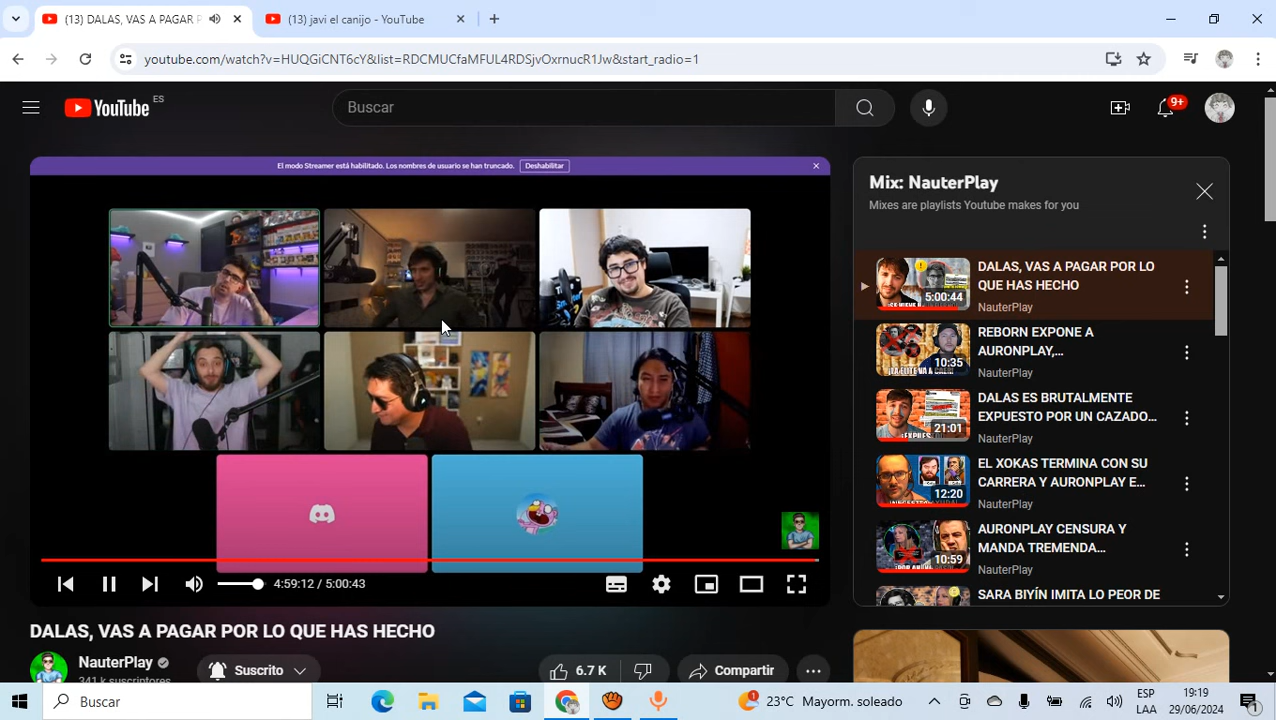 (13) DALAS, VAS A PAGAR P
(13) javi el canijo - YouTube
youtube.com/watch?v=HUQGiCNT6cY&list=RDCMUCfaMFUL4RDSjvOxrnucR1Jw&start_radio=1
YouTube ES
Buscar
9+
El modo Streamer está habilitado. Los nombres de usuario se han truncado. Deshabilitar
Mix: NauterPlay
Mixes are playlists Youtube makes for you
DALAS, VAS A PAGAR POR LO
QUE HAS HECHO
NauterPlay
5:00:44
REBORN EXPONE A
AURONPLAY,...
NauterPlay
10:35
DALAS ES BRUTALMENTE
EXPUESTO POR UN CAZADO...
NauterPlay
21:01
EL XOKAS TERMINA CON SU
CARRERA Y AURONPLAY E...
NauterPlay
12:20
AURONPLAY CENSURA Y
MANDA TREMENDA...
NauterPlay
10:59
SARA BIYÍN IMITA LO PEOR DE
4:59:12 / 5:00:43
DALAS, VAS A PAGAR POR LO QUE HAS HECHO
NauterPlay
341 k suscriptores
Suscrito
6.7 K
Compartir
Buscar
1
23°C Mayorm. soleado
ESP
LAA
19:19
29/06/2024
1